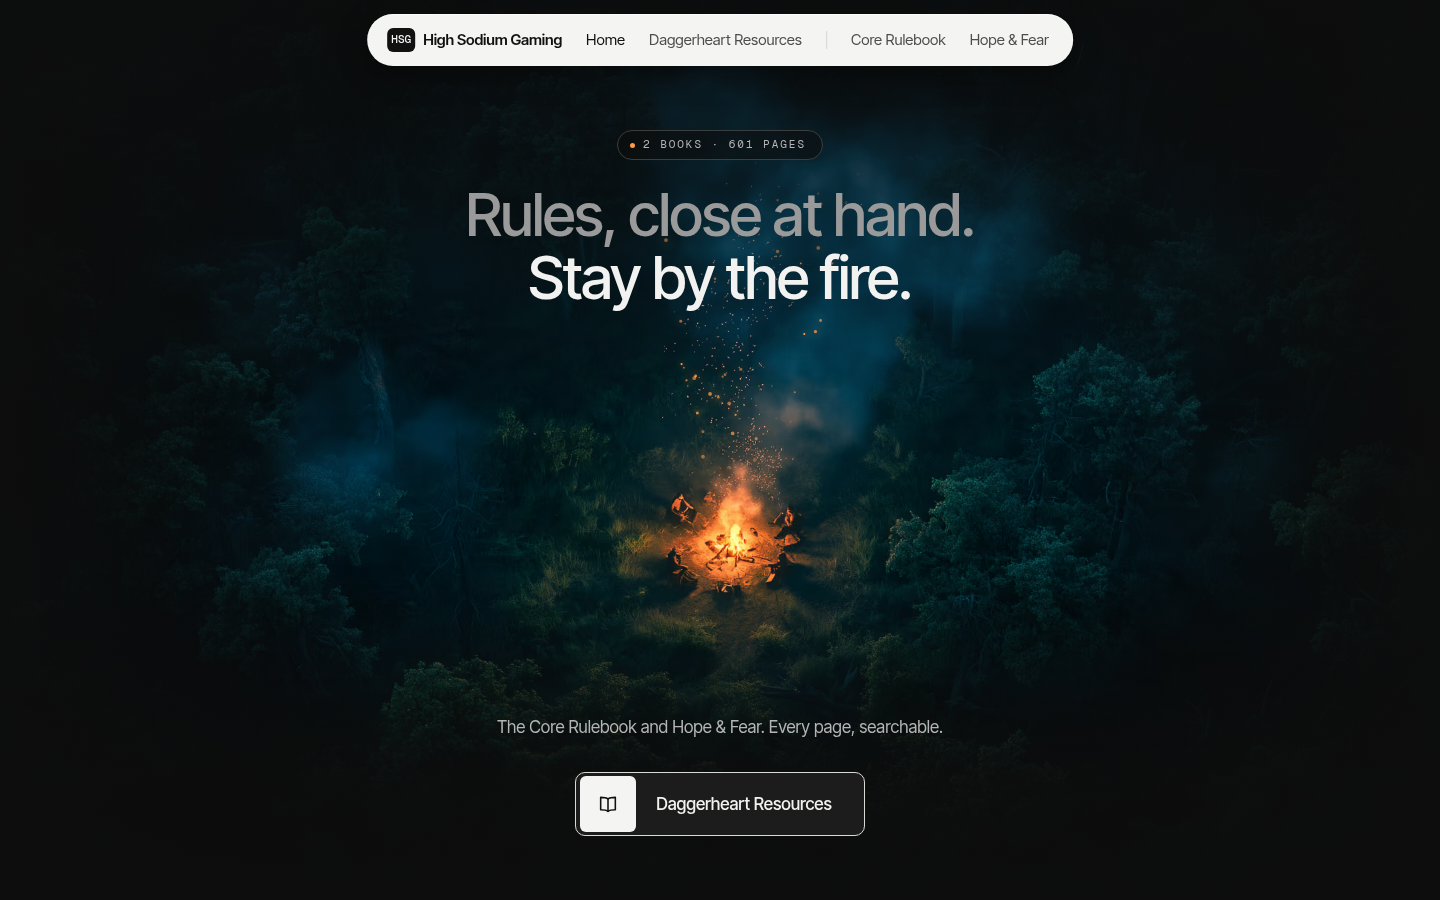 HSG High Sodium Gaming Home Daggerheart Resources Core Rulebook Hope & Fear
2 BOOKS · 601 PAGES
Rules, close at hand.
Stay by the fire.
The Core Rulebook and Hope & Fear. Every page, searchable.
Daggerheart Resources